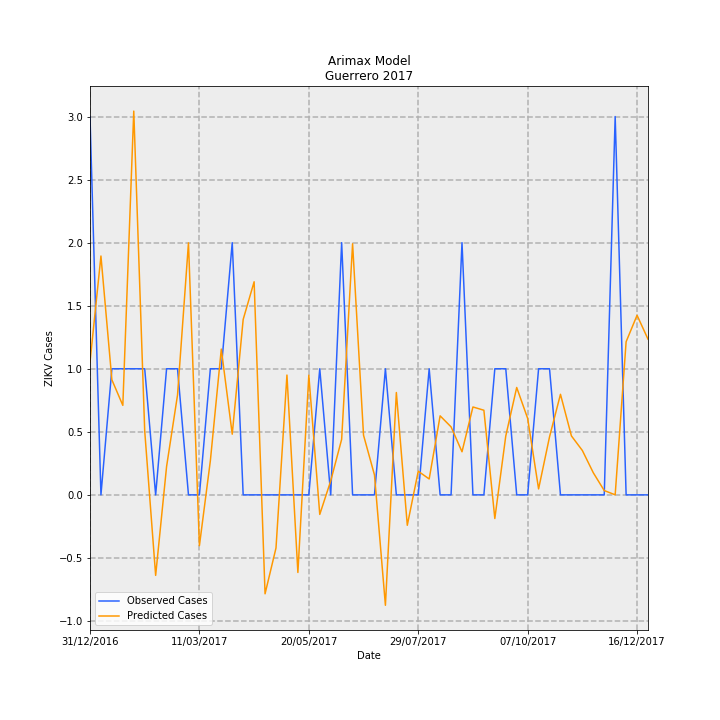 Arimax Model
Guerrero 2017
3.0
2.5
2.0
1.5
1.0
0.5
0.0
−0.5
−1.0
ZIKV Cases
Observed Cases
Predicted Cases
31/12/2016 11/03/2017 20/05/2017 29/07/2017 07/10/2017 16/12/2017
Date